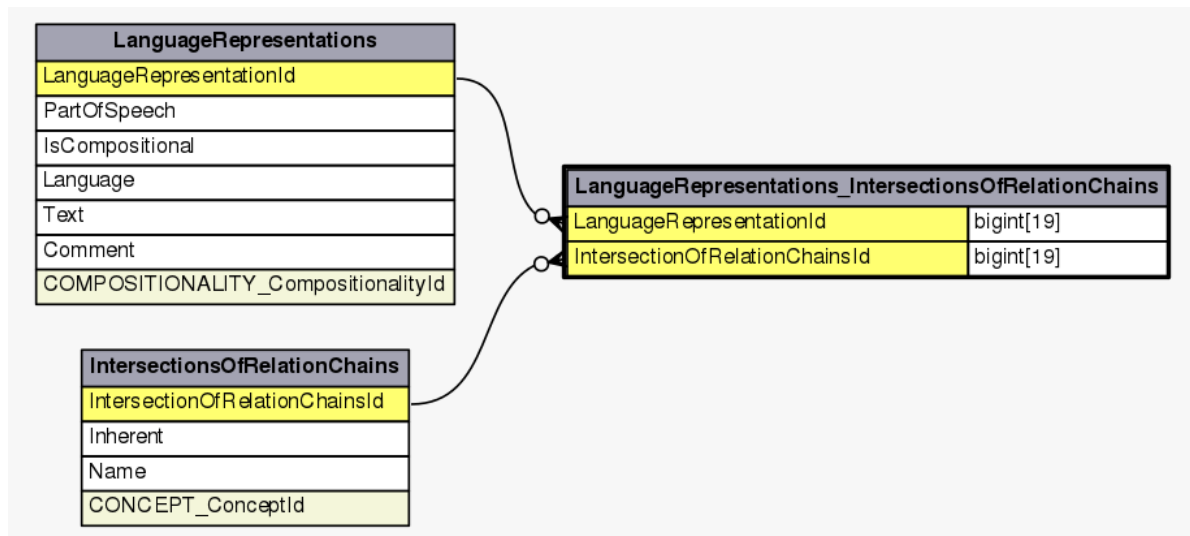 LanguageRepresentations
LanguageRepresentationId
PartOfSpeech
IsCompositional
Language
Text
Comment
COMPOSITIONALITY_CompositionalityId
LanguageRepresentations_IntersectionsOfRelationChains
LanguageRepresentationId bigint[19]
IntersectionOfRelationChainsId bigint[19]
IntersectionsOfRelationChains
IntersectionOfRelationChainsId
Inherent
Name
CONCEPT_ConceptId